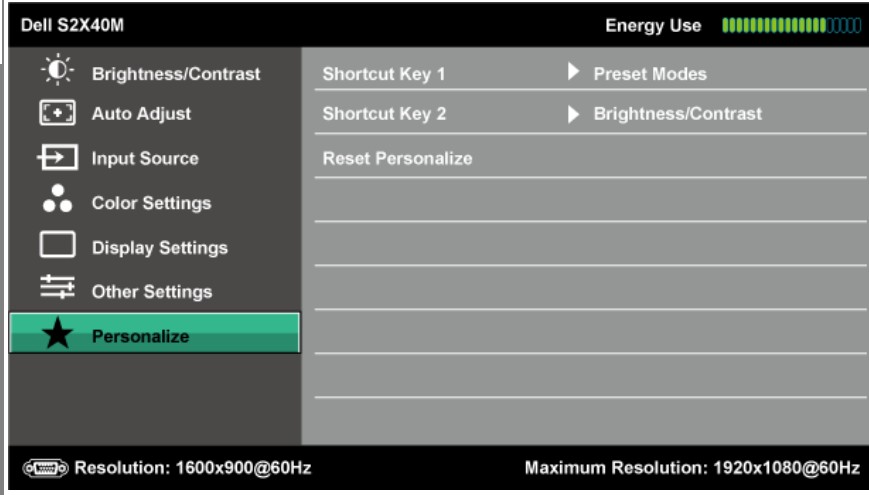 Dell S2X40M Energy Use
Brightness/Contrast Shortcut Key 1 Preset Modes
Auto Adjust Shortcut Key 2 Brightness/Contrast
Input Source Reset Personalize
Color Settings
Display Settings
Other Settings
Personalize
Resolution: 1600x900@60Hz Maximum Resolution: 1920x1080@60Hz